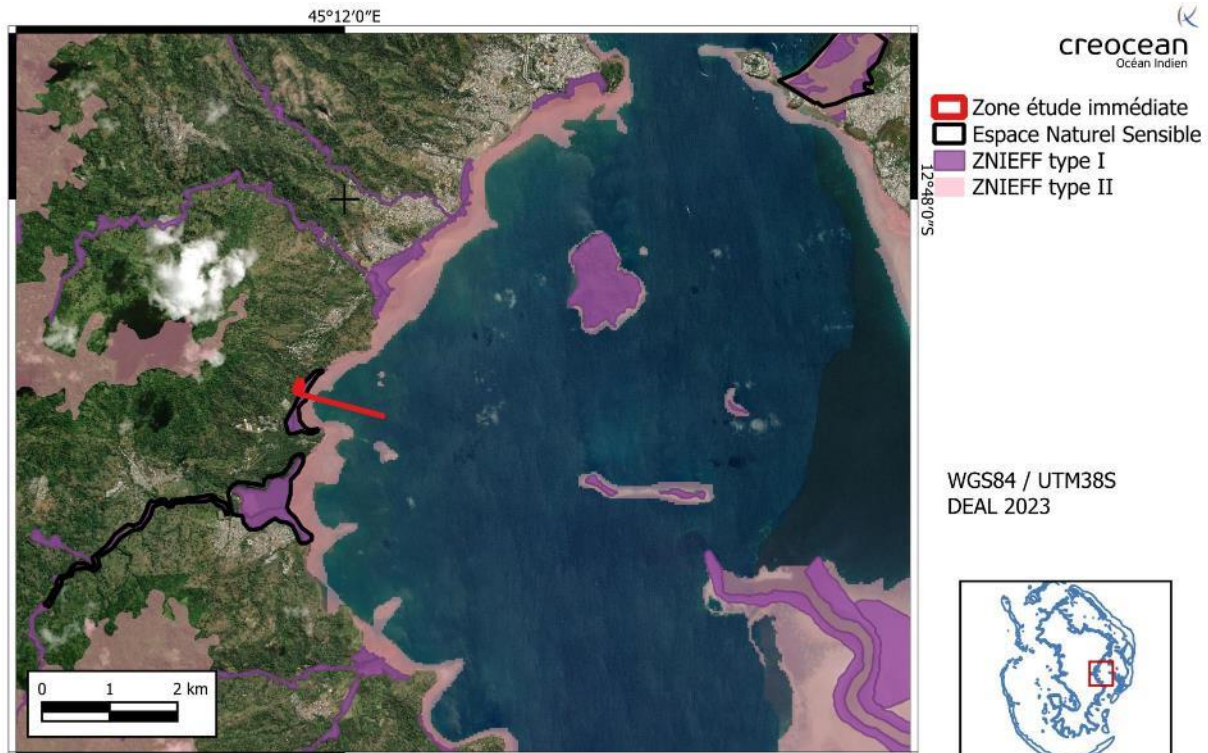 45°12'0"E
creocean
Océan Indien
Zone étude immédiate
Espace Naturel Sensible
ZNIEFF type I
ZNIEFF type II
12°48'0"S
WGS84 / UTM38S
DEAL 2023
0 1 2 km